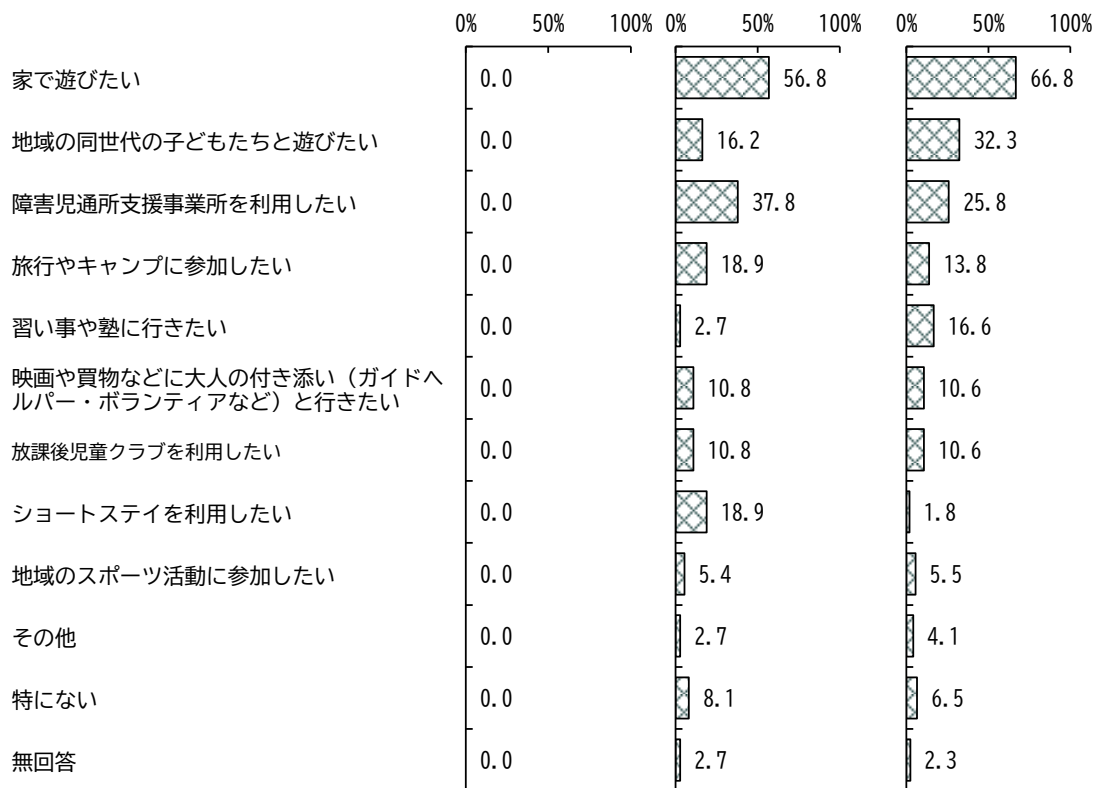 0% 50% 100% 0% 50% 100% 0% 50% 100%
家で遊びたい 0.0 56.8 66.8
地域の同世代の子どもたちと遊びたい 0.0 16.2 32.3
障害児通所支援事業所を利用したい 0.0 37.8 25.8
旅行やキャンプに参加したい 0.0 18.9 13.8
習い事や塾に行きたい 0.0 2.7 16.6
映画や買物などに大人の付き添い（ガイドヘ
ルパー・ボランティアなど）と行きたい 0.0 10.8 10.6
放課後児童クラブを利用したい 0.0 10.8 10.6
ショートステイを利用したい 0.0 18.9 1.8
地域のスポーツ活動に参加したい 0.0 5.4 5.5
その他 0.0 2.7 4.1
特にない 0.0 8.1 6.5
無回答 0.0 2.7 2.3